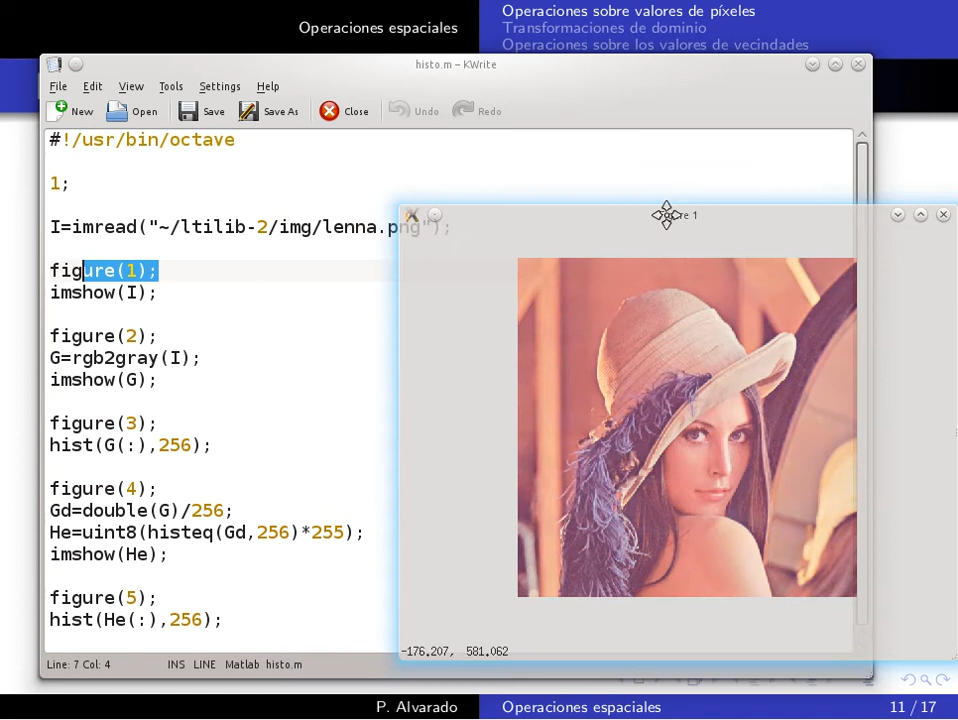 Operaciones espaciales
Operaciones sobre valores de píxeles
Transformaciones de dominio
Operaciones sobre los valores de vecindades
histo.m – KWrite
File Edit View Tools Settings Help
New Open Save Save As Close Undo Redo
#!/usr/bin/octave
1;
I=imread("~/ltilib-2/img/lenna.png");
re 1
figure(1);
imshow(I);
figure(2);
G=rgb2gray(I);
imshow(G);
figure(3);
hist(G(:),256);
figure(4);
Gd=double(G)/256;
He=uint8(histeq(Gd,256)*255);
imshow(He);
figure(5);
hist(He(:),256);
-176.207, 581.062
Line: 7 Col: 4 INS LINE Matlab histo.m
P. Alvarado Operaciones espaciales 11 / 17